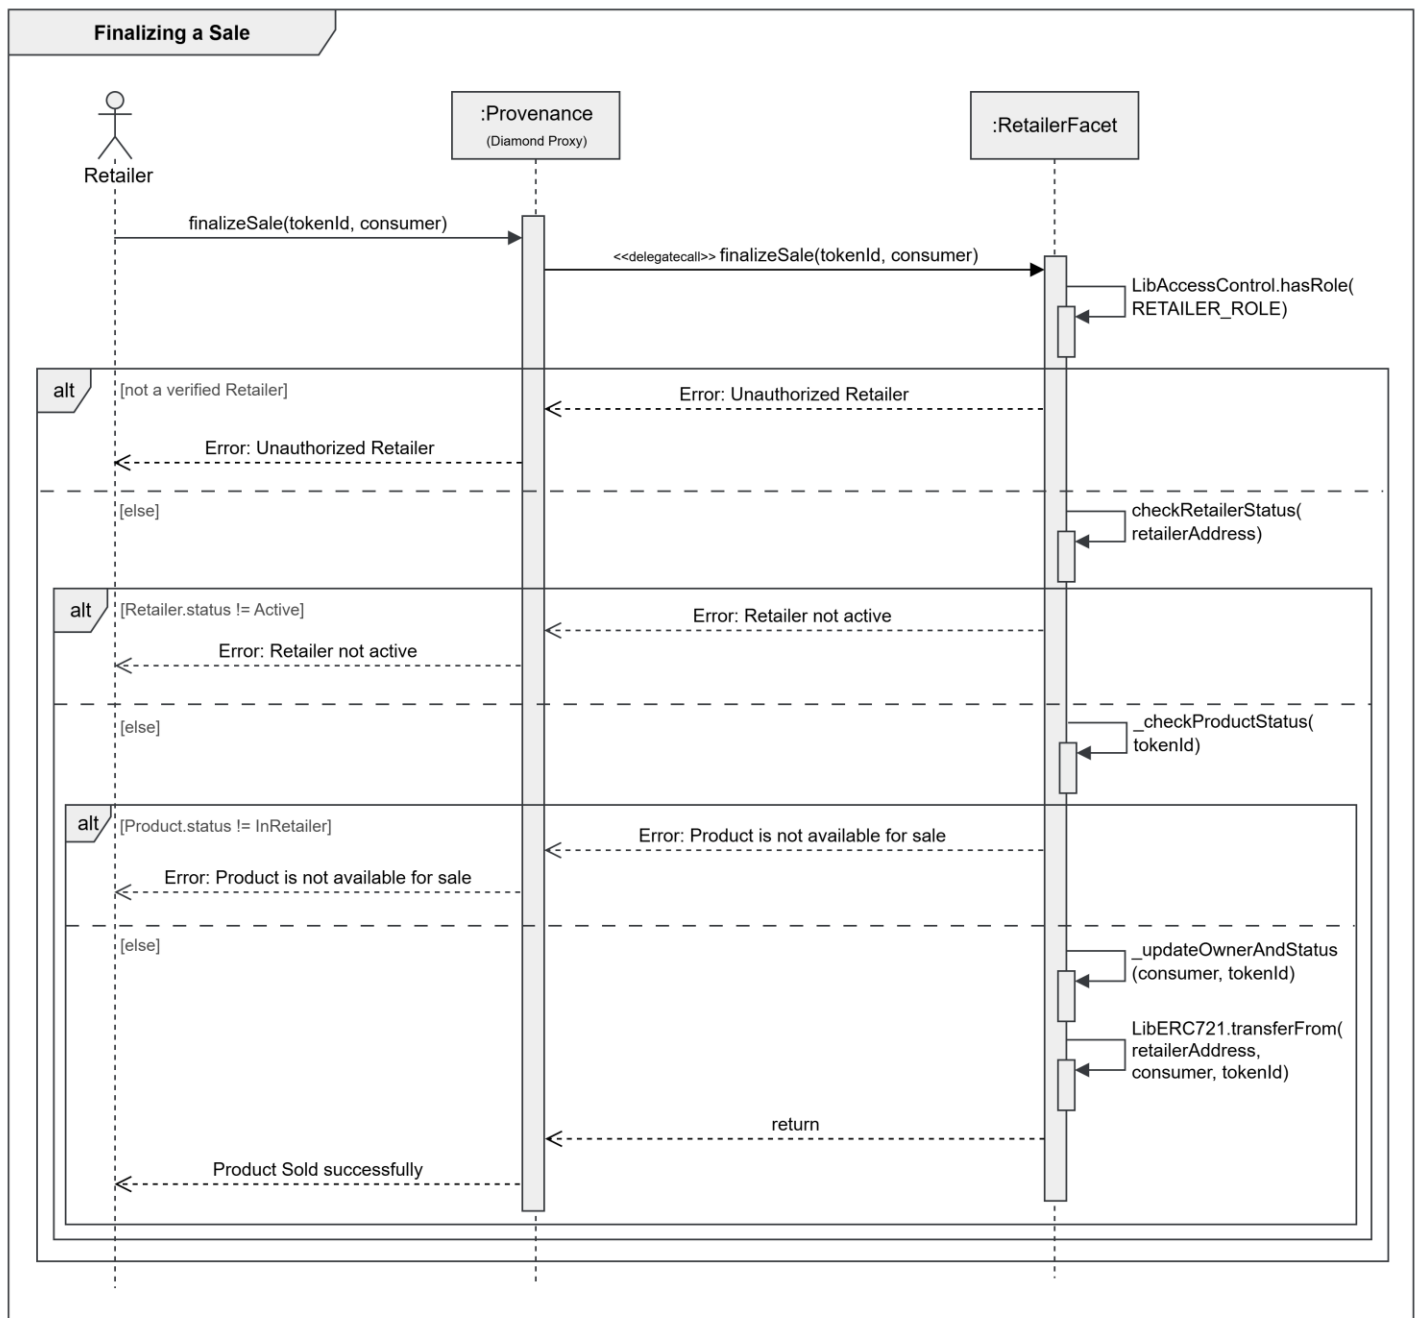 Finalizing a Sale
Retailer
:Provenance
(Diamond Proxy)
:RetailerFacet
finalizeSale(tokenId, consumer)
<<delegatecall>> finalizeSale(tokenId, consumer)
LibAccessControl.hasRole(
RETAILER_ROLE)
alt
[not a verified Retailer]
Error: Unauthorized Retailer
Error: Unauthorized Retailer
[else]
checkRetailerStatus(
retailerAddress)
alt
[Retailer.status != Active]
Error: Retailer not active
Error: Retailer not active
[else]
_checkProductStatus(
tokenId)
alt
[Product.status != InRetailer]
Error: Product is not available for sale
Error: Product is not available for sale
[else]
_updateOwnerAndStatus
(consumer, tokenId)
LibERC721.transferFrom(
retailerAddress,
consumer, tokenId)
return
Product Sold successfully